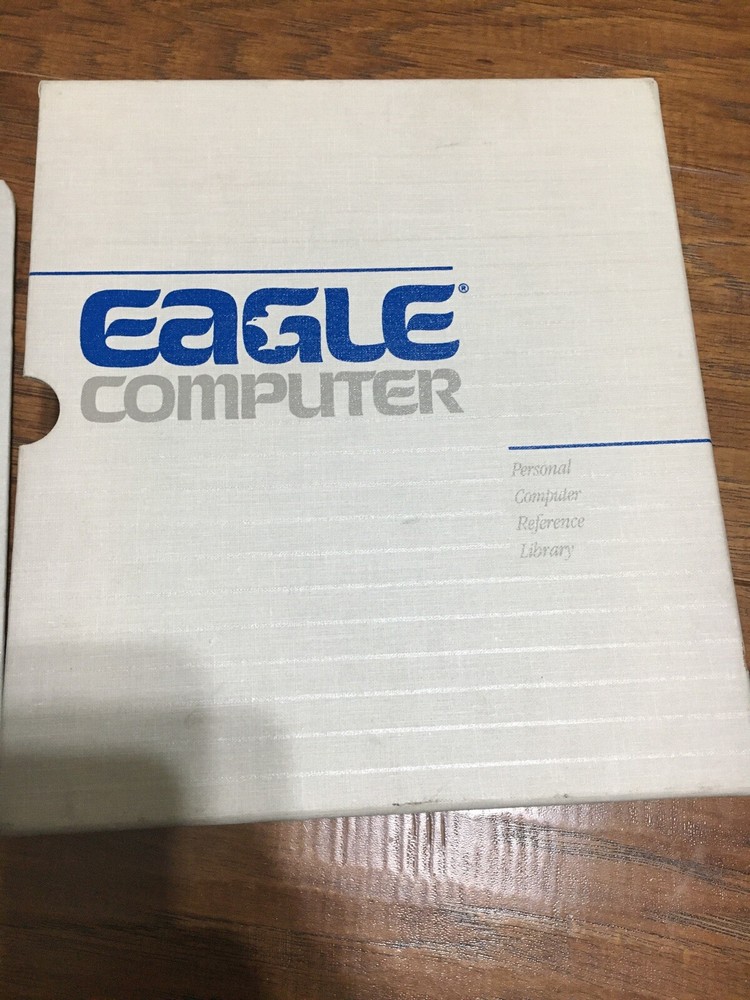 EAGLE®
COMPUTER
Personal
Computer
Reference
Library